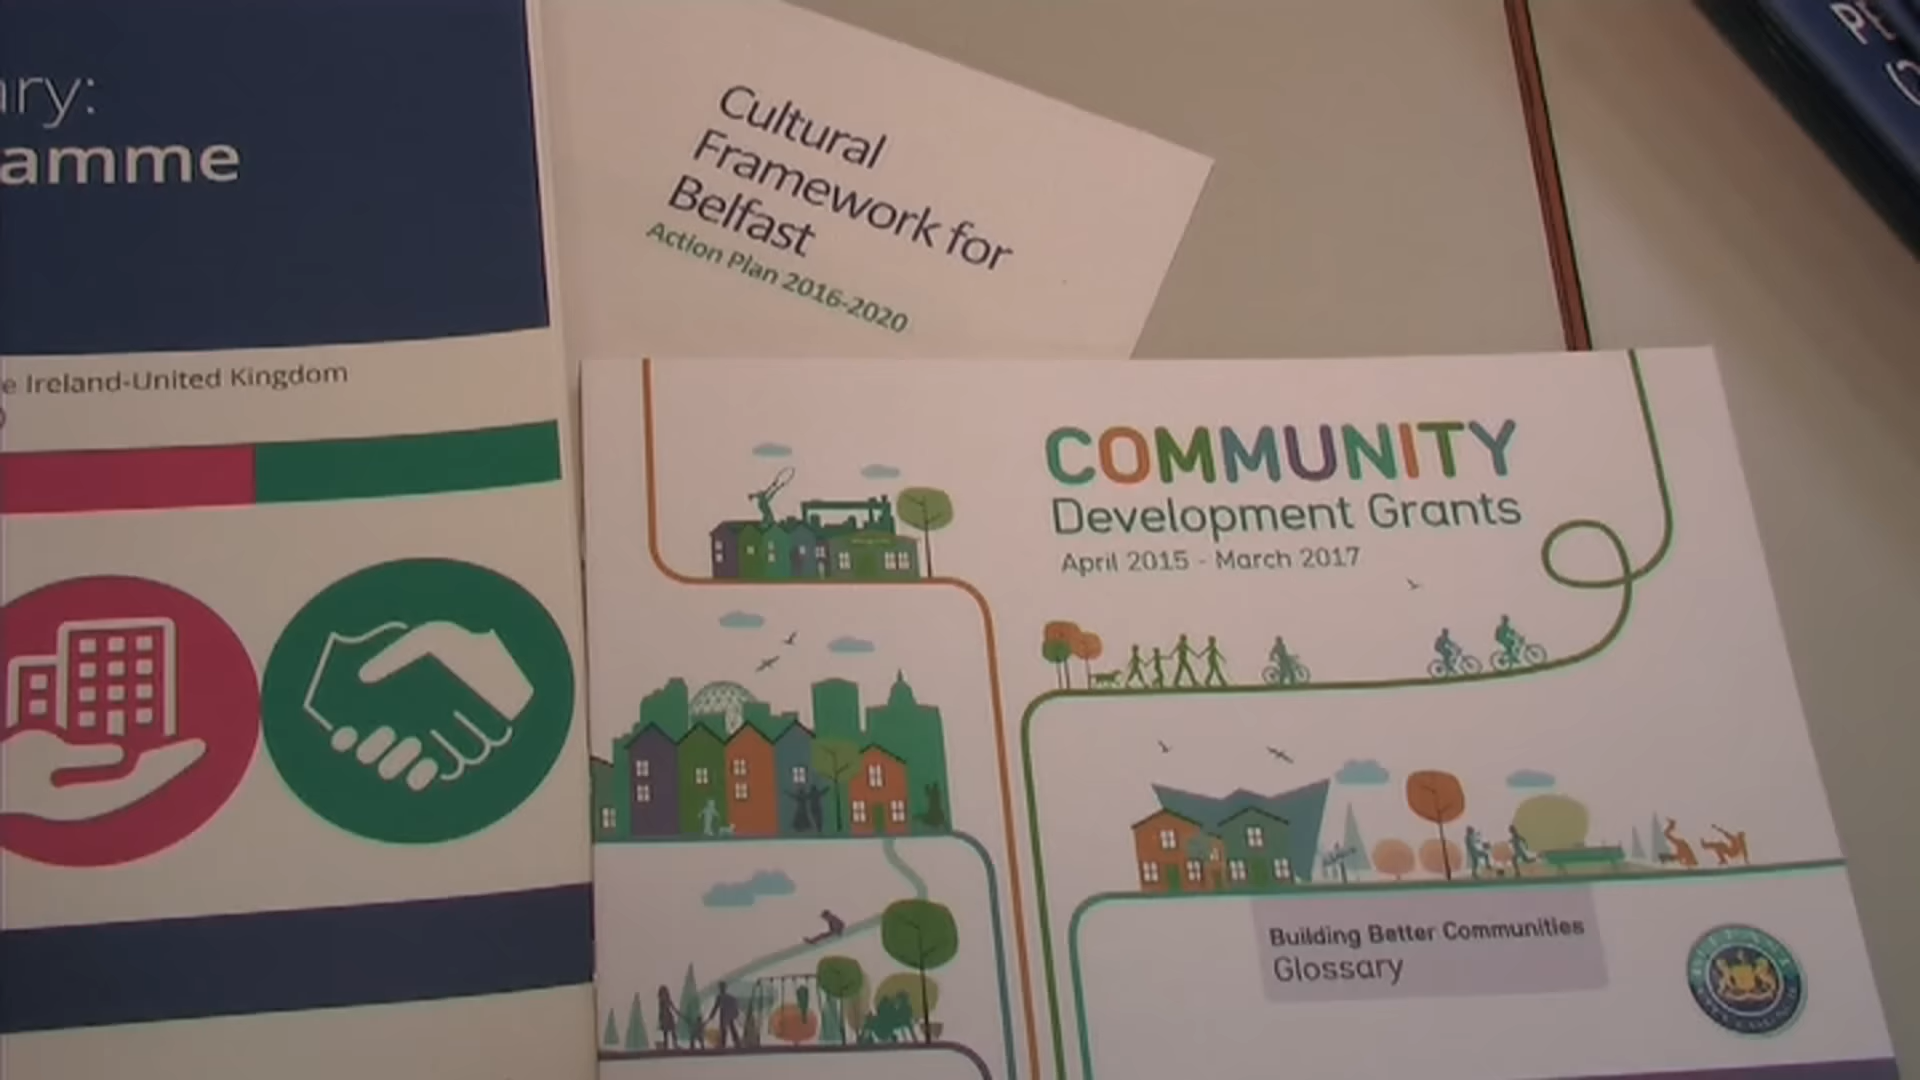 ary:
amme
e Ireland-United Kingdom
Cultural
Framework for
Belfast
Action Plan 2016-2020
COMMUNITY
Development Grants
April 2015 - March 2017
Building Better Communities
Glossary